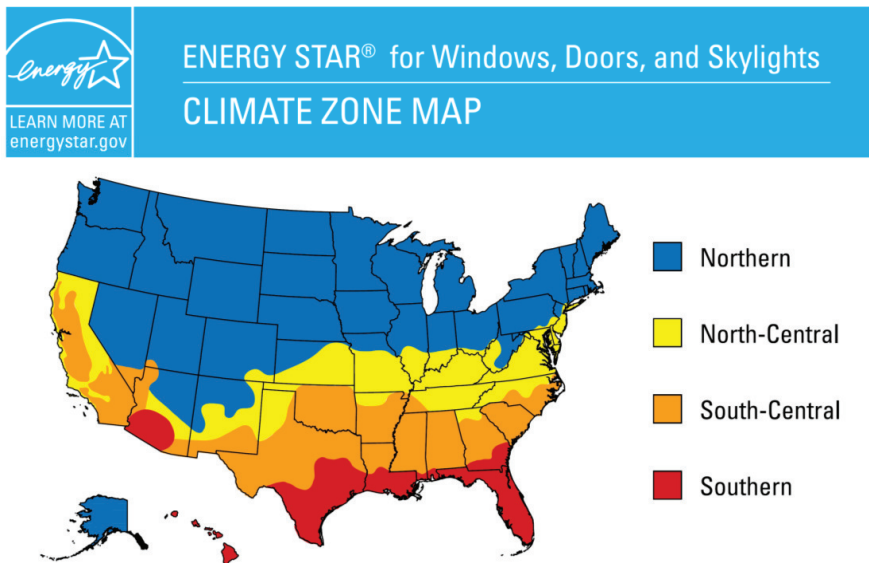 energy
LEARN MORE AT
energystar.gov
ENERGY STAR® for Windows, Doors, and Skylights
CLIMATE ZONE MAP
Northern
North-Central
South-Central
Southern